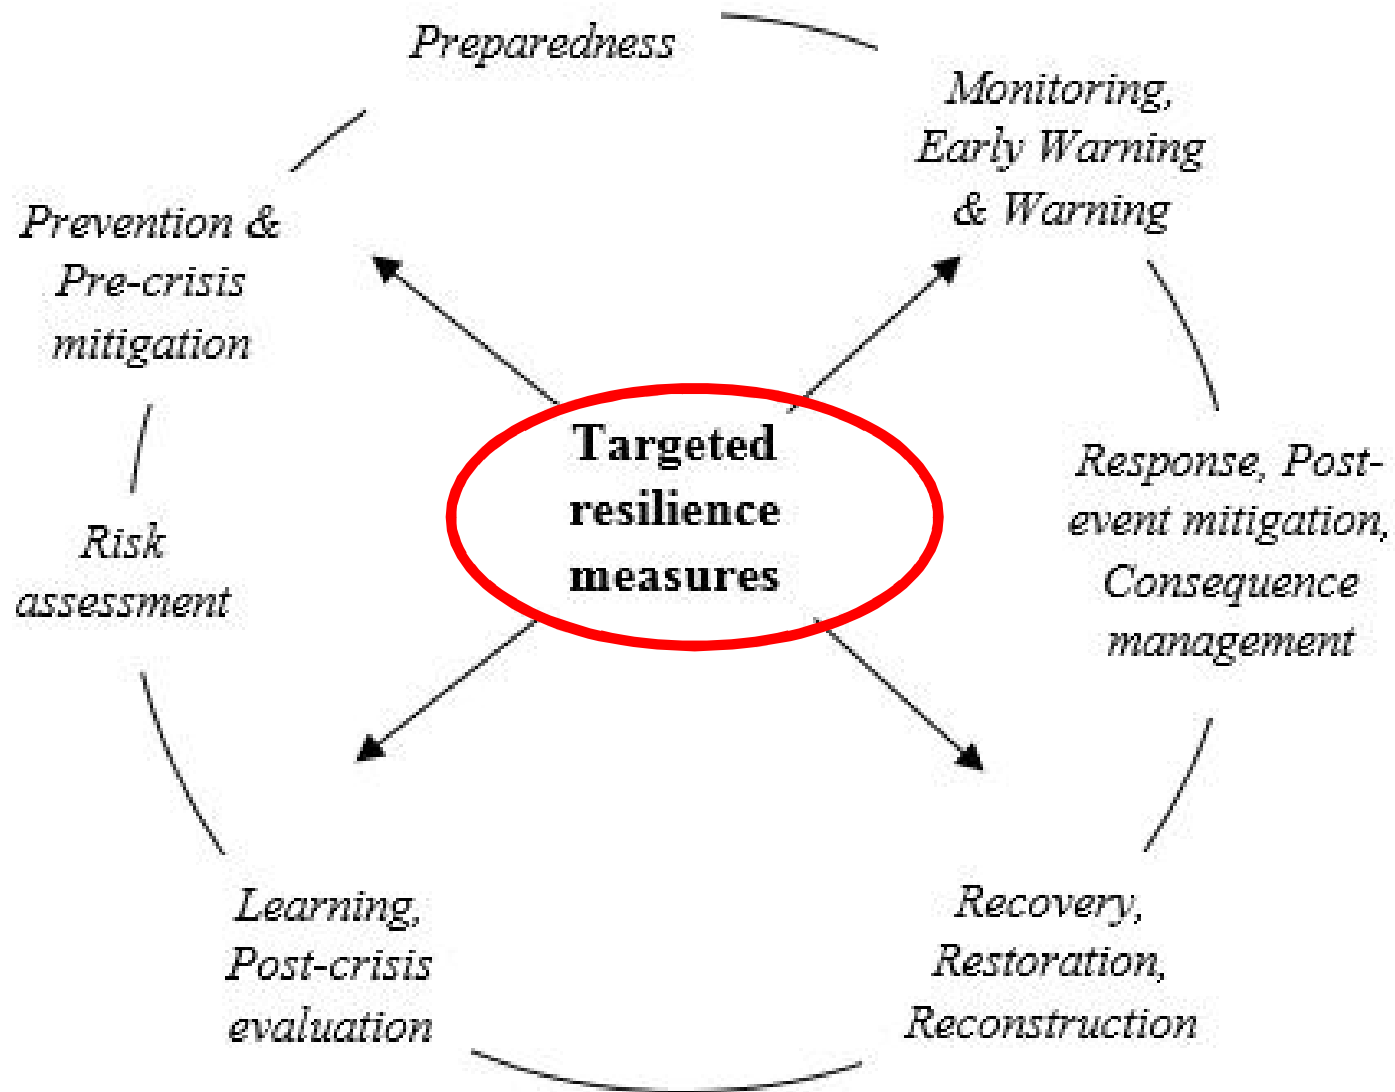 Preparedness
Monitoring,
Early Warning
& Warning
Prevention &
Pre-crisis
mitigation
Targeted
resilience
measures
Response, Post-
event mitigation,
Consequence
management
Risk
assessment
Learning,
Post-crisis
evaluation
Recovery,
Restoration,
Reconstruction